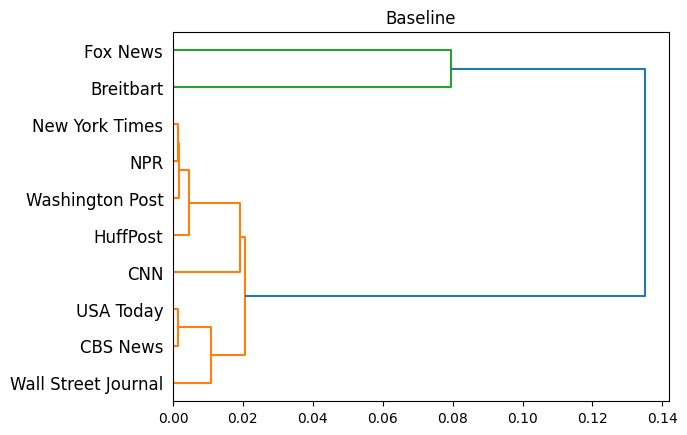 Baseline
Fox News
Breitbart
New York Times
NPR
Washington Post
HuffPost
CNN
USA Today
CBS News
Wall Street Journal
0.00 0.02 0.04 0.06 0.08 0.10 0.12 0.14